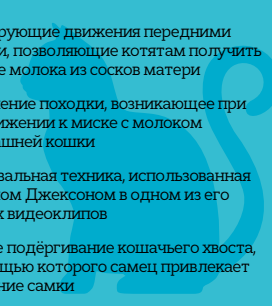 рующие движения передними
и, позволяющие котятам получить
е молока из сосков матери
ение походки, возникающее при
ижении к миске с молоком
ашней кошки
вальная техника, использованная
ом Джексоном в одном из его
х видеоклипов
е подёргивание кошачьего хвоста,
щью которого самец привлекает
ние самки